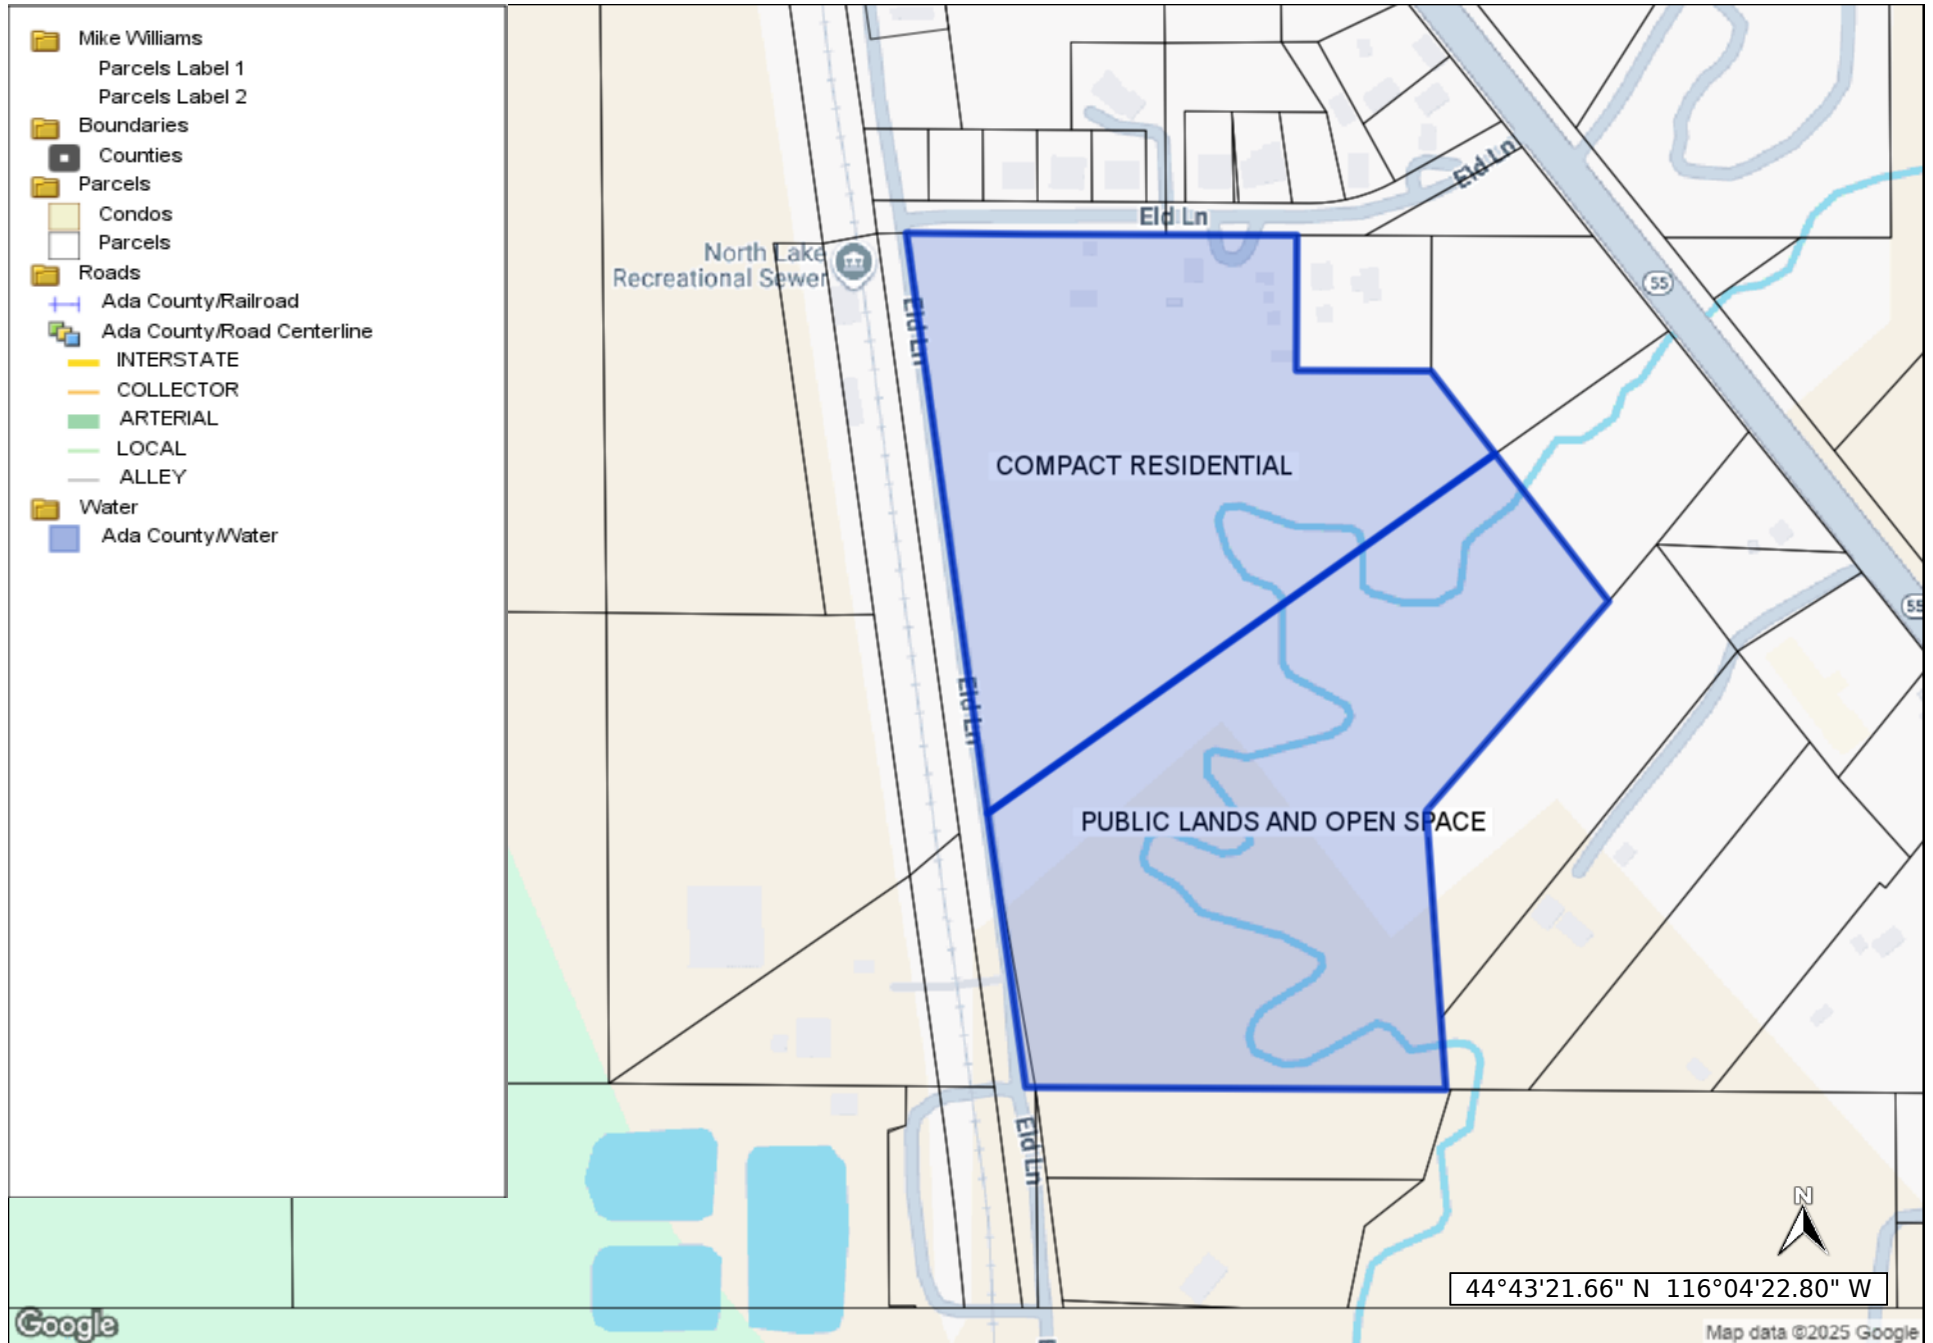 Mike Williams
Parcels Label 1
Parcels Label 2
Boundaries
Counties
Parcels
Condos
Parcels
Roads
Ada County/Railroad
Ada County/Road Centerline
INTERSTATE
COLLECTOR
ARTERIAL
LOCAL
ALLEY
Water
Ada County/Water
Eld Ln
Eld Ln
North Lake
Recreational Sewer
55
Eld Ln
COMPACT RESIDENTIAL
55
Eld Ln
PUBLIC LANDS AND OPEN SPACE
Eld Ln
N
44°43'21.66" N 116°04'22.80" W
Google
Map data ©2025 Google